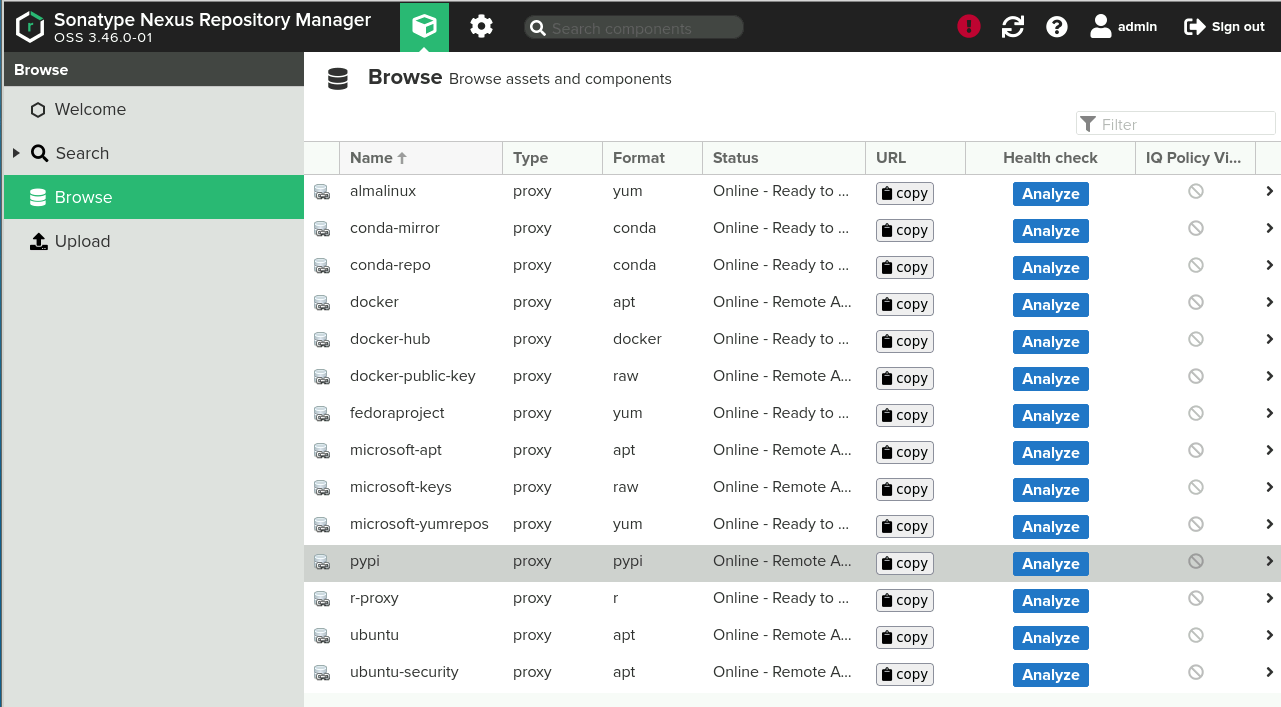 Sonatype Nexus Repository Manager
OSS 3.46.0-01
Search components
admin
Sign out
Browse
Welcome
Search
Browse
Upload
Browse Browse assets and components
Filter
Name Type Format Status URL Health check IQ Policy Vi...
almalinux proxy yum Online - Ready to ... copy Analyze
conda-mirror proxy conda Online - Ready to ... copy Analyze
conda-repo proxy conda Online - Ready to ... copy Analyze
docker proxy apt Online - Remote A... copy Analyze
docker-hub proxy docker Online - Ready to ... copy Analyze
docker-public-key proxy raw Online - Remote A... copy Analyze
fedoraproject proxy yum Online - Ready to ... copy Analyze
microsoft-apt proxy apt Online - Remote A... copy Analyze
microsoft-keys proxy raw Online - Remote A... copy Analyze
microsoft-yumrepos proxy yum Online - Ready to ... copy Analyze
pypi proxy pypi Online - Remote A... copy Analyze
r-proxy proxy r Online - Ready to ... copy Analyze
ubuntu proxy apt Online - Remote A... copy Analyze
ubuntu-security proxy apt Online - Remote A... copy Analyze